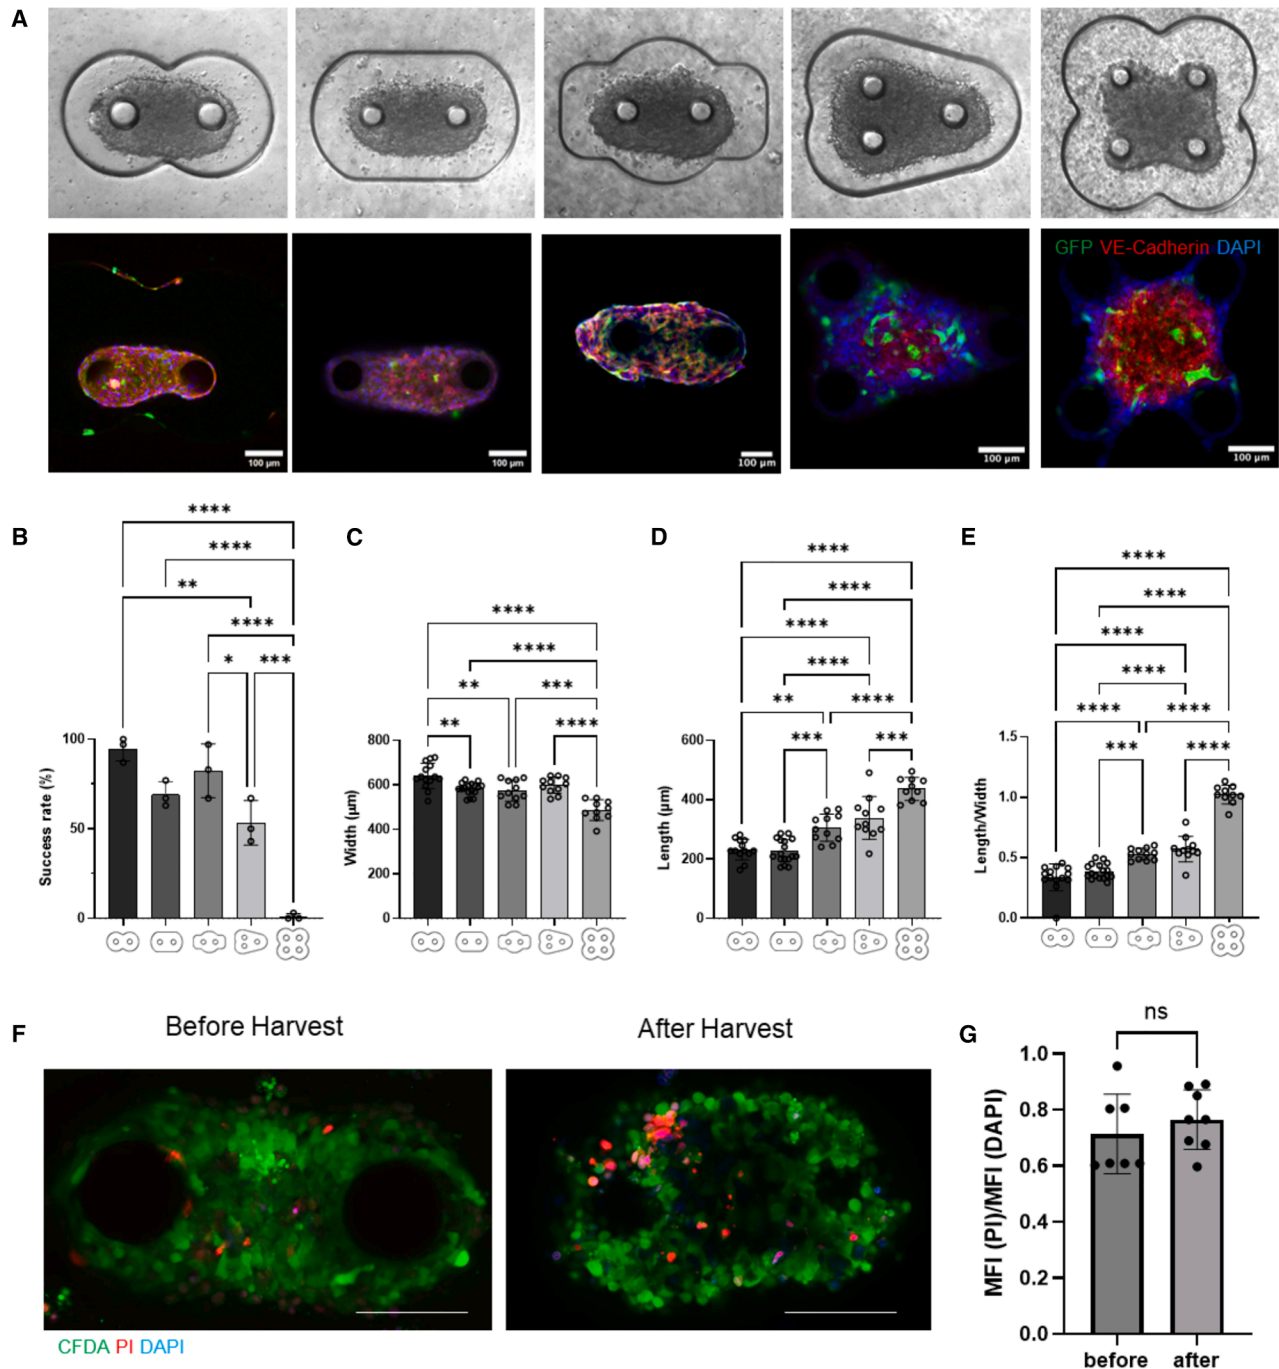 A
GFP VE-Cadherin DAPI
100 µm
100 µm
100 µm
100 µm
100 µm
B
****
****
**
****
* ***
Success rate (%)
100
50
0
C
****
****
** ***
** ****
Width (µm)
800
600
400
200
0
D
****
****
****
****
** ****
*** ***
Length (µm)
600
400
200
0
E
****
****
****
****
**** ****
*** ****
Length/Width
1.5
1.0
0.5
0.0
F
Before Harvest
After Harvest
CFDA PI DAPI
G
ns
MFI (PI)/MFI (DAPI)
1.0
0.8
0.6
0.4
0.2
0.0
before after